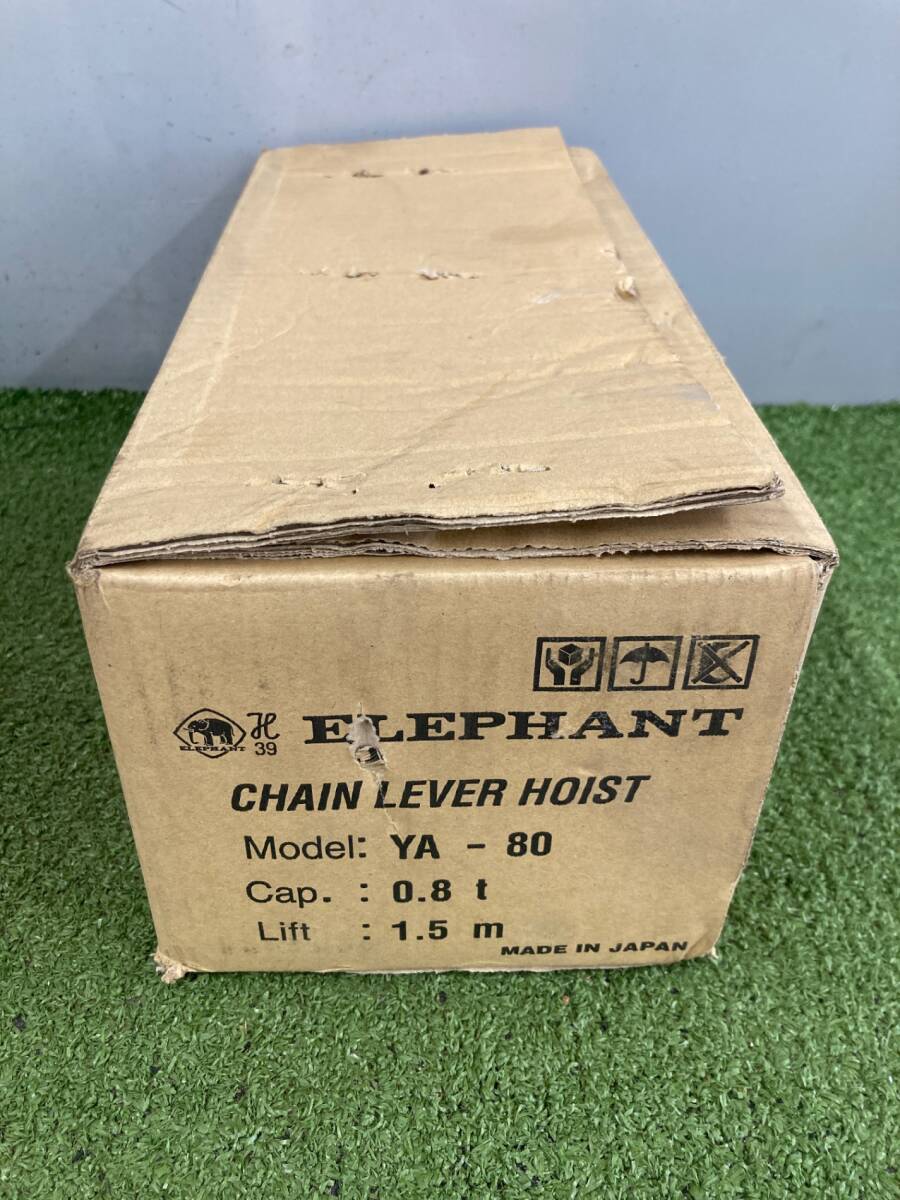 ELEPHANT
H
39
ELEPHANT
CHAIN LEVER HOIST
Model: YA - 80
Cap. : 0.8 t
Lift : 1.5 m
MADE IN JAPAN